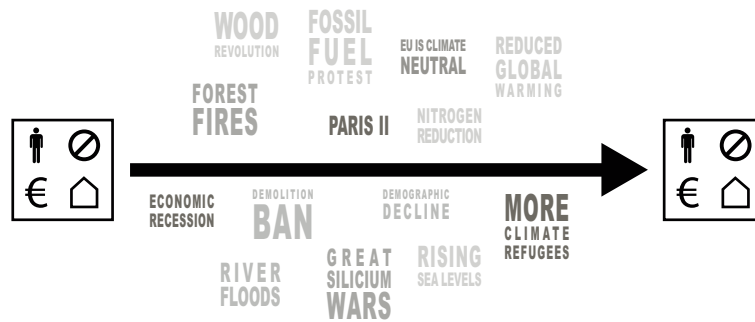 WOOD
REVOLUTION
FOSSIL
FUEL
PROTEST
EU IS CLIMATE
NEUTRAL
REDUCED
GLOBAL
WARMING
FOREST
FIRES
PARIS II
NITROGEN
REDUCTION
€
€
ECONOMIC
RECESSION
DEMOLITION
BAN
DEMOGRAPHIC
DECLINE
MORE
CLIMATE
REFUGEES
RIVER
FLOODS
GREAT
SILICIUM
WARS
RISING
SEA LEVELS